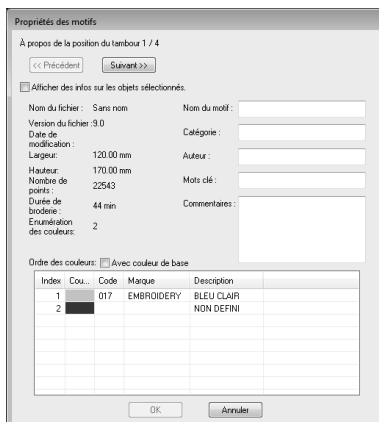 Propriétés des motifs
À propos de la position du tambour 1 / 4
<< Précédent Suivant >>
Afficher des infos sur les objets sélectionnés.
Nom du fichier : Sans nom Nom du motif :
Version du fichier :9.0
Date de modification : Catégorie :
Largeur: 120.00 mm Auteur :
Hauteur: 170.00 mm
Nombre de points : 22543 Mots clé :
Durée de broderie : 44 min Commentaires :
Enumération des couleurs: 2
Ordre des couleurs: Avec couleur de base
Index Cou... Code Marque Description
1 017 EMBROIDERY BLEU CLAIR
2 NON DEFINI
OK Annuler